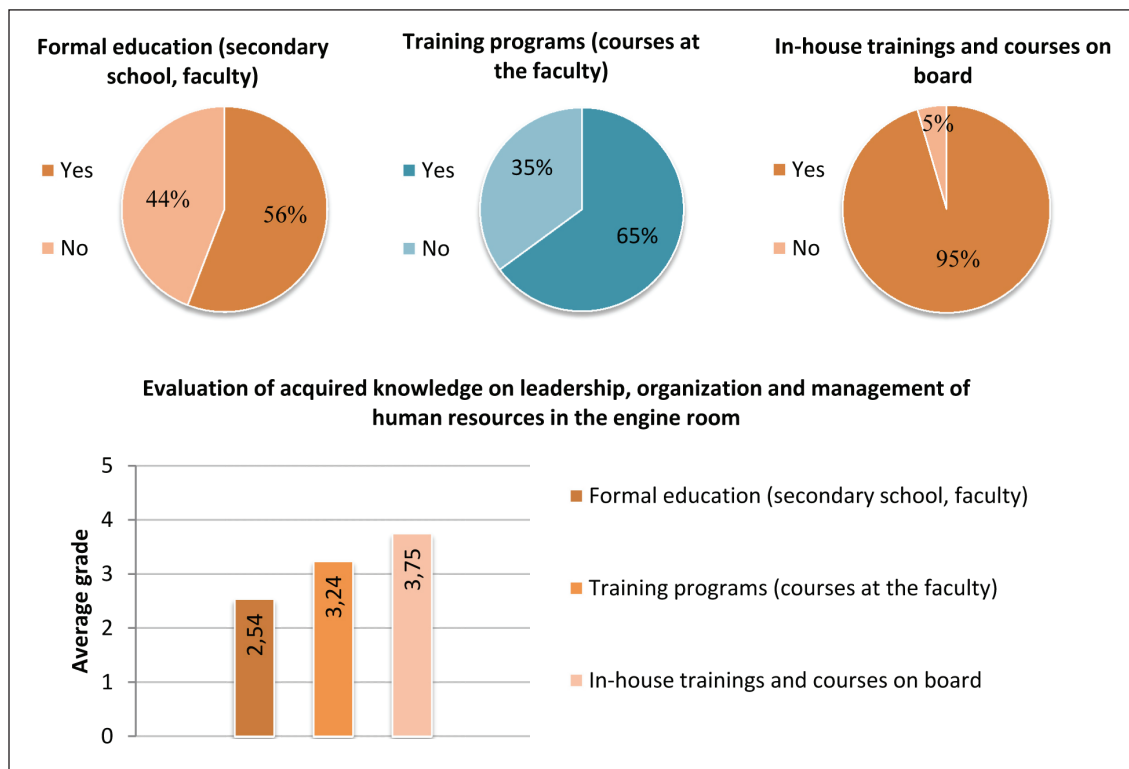 Formal education (secondary
school, faculty)
Yes
No
44%
56%
Training programs (courses at
the faculty)
Yes
No
35%
65%
In-house trainings and courses on
board
Yes
No
5%
95%
Evaluation of acquired knowledge on leadership, organization and management of
human resources in the engine room
Average grade
5
4
3
2
1
0
2,54
3,24
3,75
Formal education (secondary school, faculty)
Training programs (courses at the faculty)
In-house trainings and courses on board